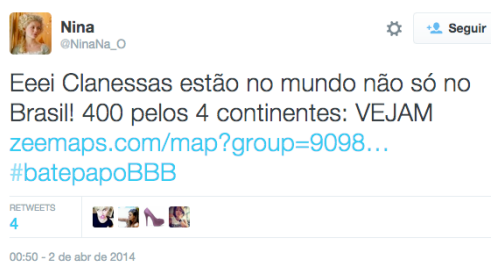 Nina
@NinaNa_O
Seguir
Eeei Clanessas estão no mundo não só no
Brasil! 400 pelos 4 continentes: VEJAM
zeemaps.com/map?group=9098…
#batepapoBBB
RETWEETS
4
00:50 - 2 de abr de 2014